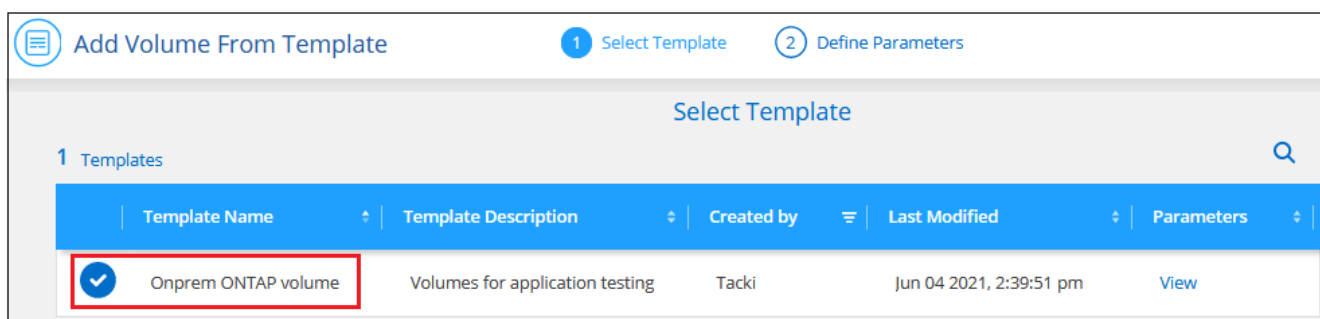 Add Volume From Template
1 Select Template
2 Define Parameters
Select Template
1 Templates
Template Name Template Description Created by Last Modified Parameters
Onprem ONTAP volume Volumes for application testing Tacki Jun 04 2021, 2:39:51 pm View